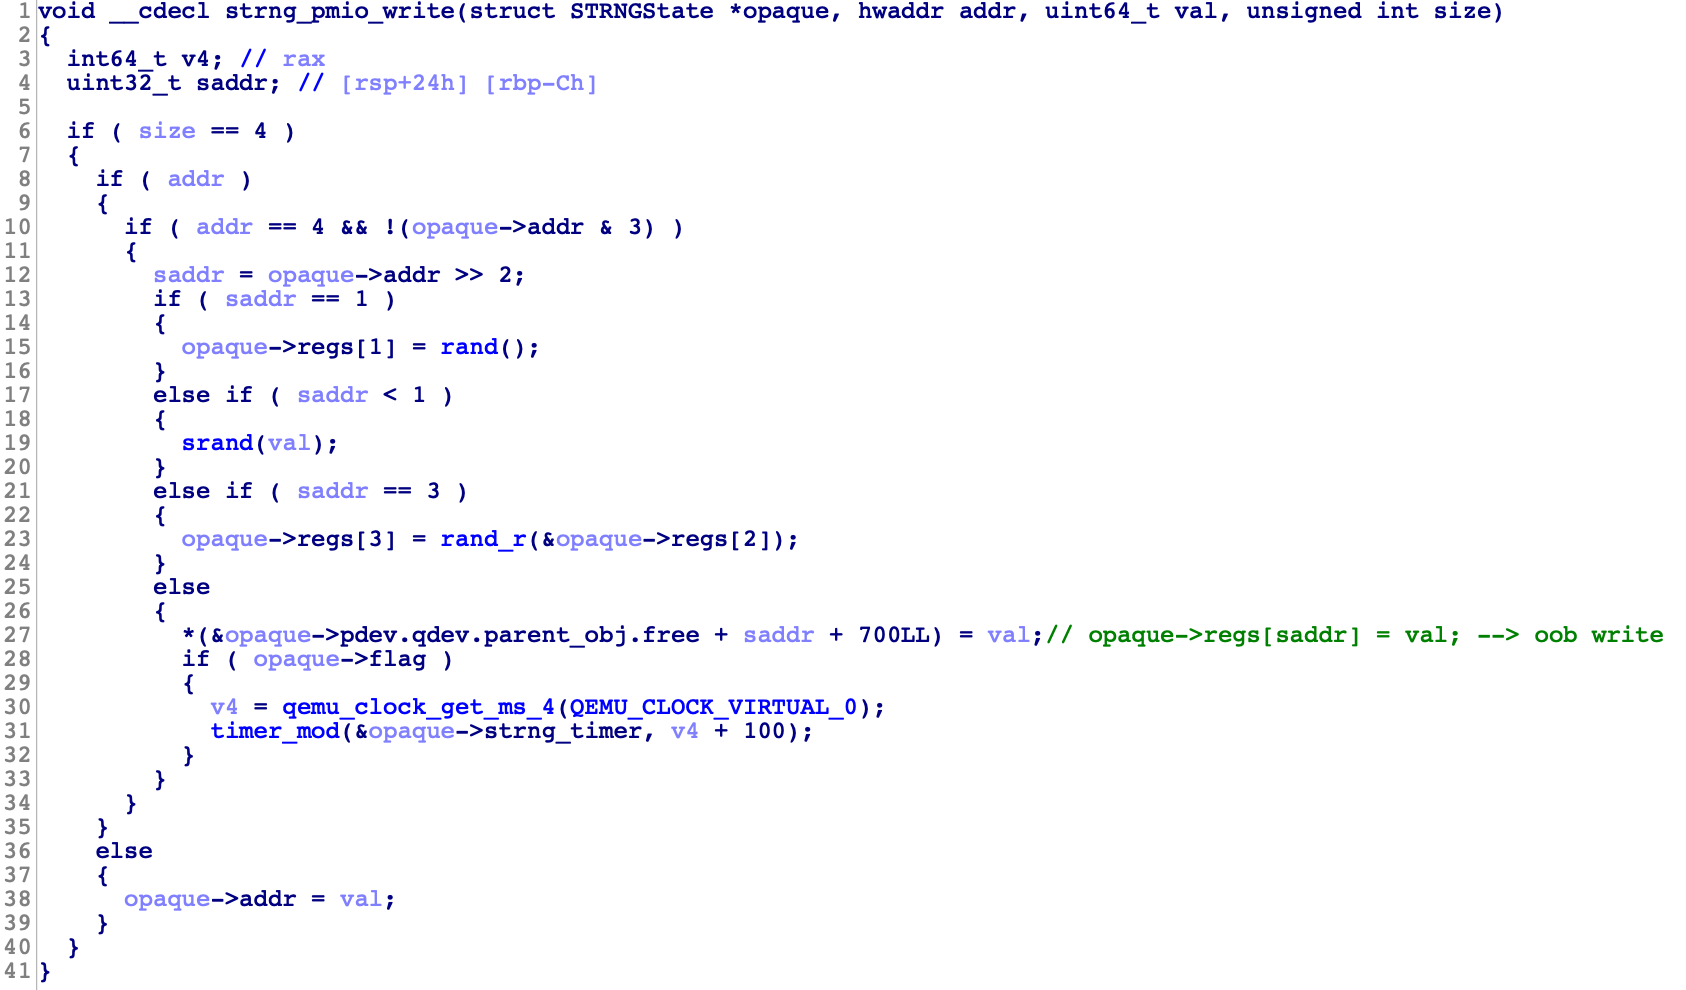 1 void __cdecl strng_pmio_write(struct STRNGState *opaque, hwaddr addr, uint64_t val, unsigned int size)
2 {
3   int64_t v4; // rax
4   uint32_t saddr; // [rsp+24h] [rbp-Ch]
5
6   if ( size == 4 )
7   {
8     if ( addr )
9     {
10       if ( addr == 4 && !(opaque->addr & 3) )
11       {
12         saddr = opaque->addr >> 2;
13         if ( saddr == 1 )
14         {
15           opaque->regs[1] = rand();
16         }
17         else if ( saddr < 1 )
18         {
19           srand(val);
20         }
21         else if ( saddr == 3 )
22         {
23           opaque->regs[3] = rand_r(&opaque->regs[2]);
24         }
25         else
26         {
27           *(&opaque->pdev.qdev.parent_obj.free + saddr + 700LL) = val;// opaque->regs[saddr] = val; --> oob write
28           if ( opaque->flag )
29           {
30             v4 = qemu_clock_get_ms_4(QEMU_CLOCK_VIRTUAL_0);
31             timer_mod(&opaque->strng_timer, v4 + 100);
32           }
33         }
34       }
35     }
36     else
37     {
38       opaque->addr = val;
39     }
40   }
41 }